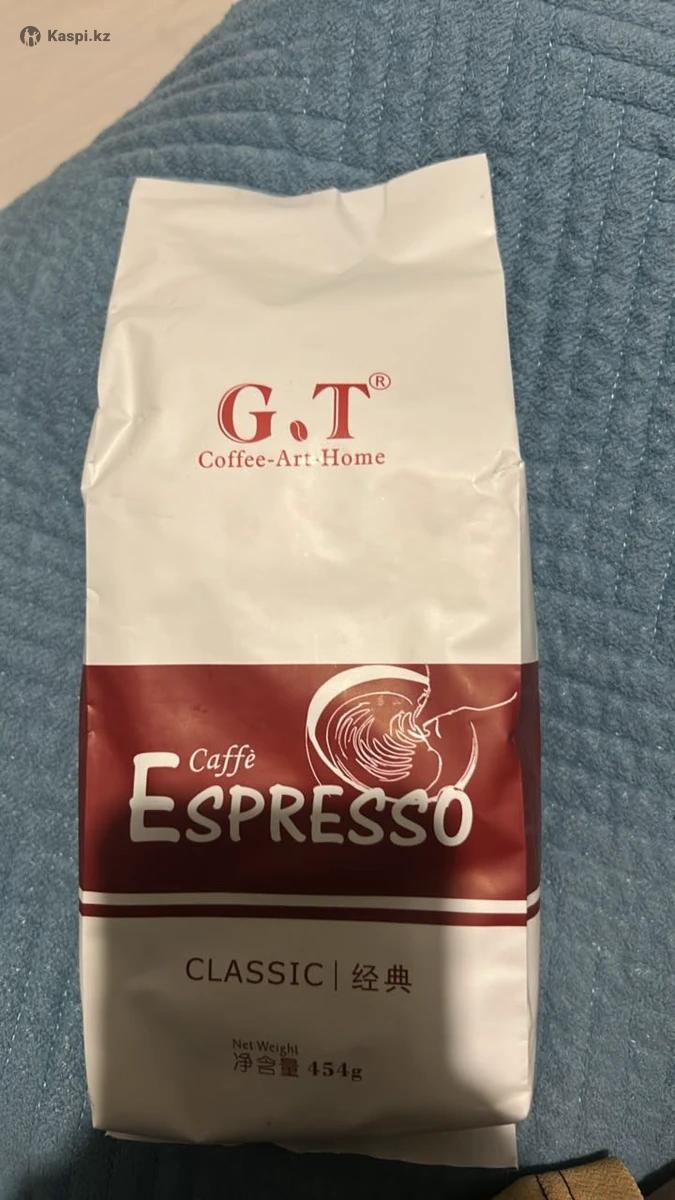 Kaspi.kz
G.T®
Coffee-Art-Home
Caffè
ESPRESSO
CLASSIC | 经典
Net Weight
净含量 454g